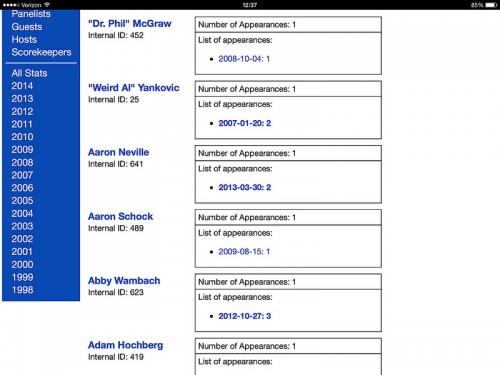 Verizon 12:37 85%
Panelists
Guests
Hosts
Scorekeepers
All Stats
2014
2013
2012
2011
2010
2009
2008
2007
2006
2005
2004
2003
2002
2001
2000
1999
1998
"Dr. Phil" McGraw
Internal ID: 452
Number of Appearances: 1
List of appearances:
• 2008-10-04: 1
"Weird Al" Yankovic
Internal ID: 25
Number of Appearances: 1
List of appearances:
• 2007-01-20: 2
Aaron Neville
Internal ID: 641
Number of Appearances: 1
List of appearances:
• 2013-03-30: 2
Aaron Schock
Internal ID: 489
Number of Appearances: 1
List of appearances:
• 2009-08-15: 1
Abby Wambach
Internal ID: 623
Number of Appearances: 1
List of appearances:
• 2012-10-27: 3
Adam Hochberg
Internal ID: 419
Number of Appearances: 1
List of appearances: